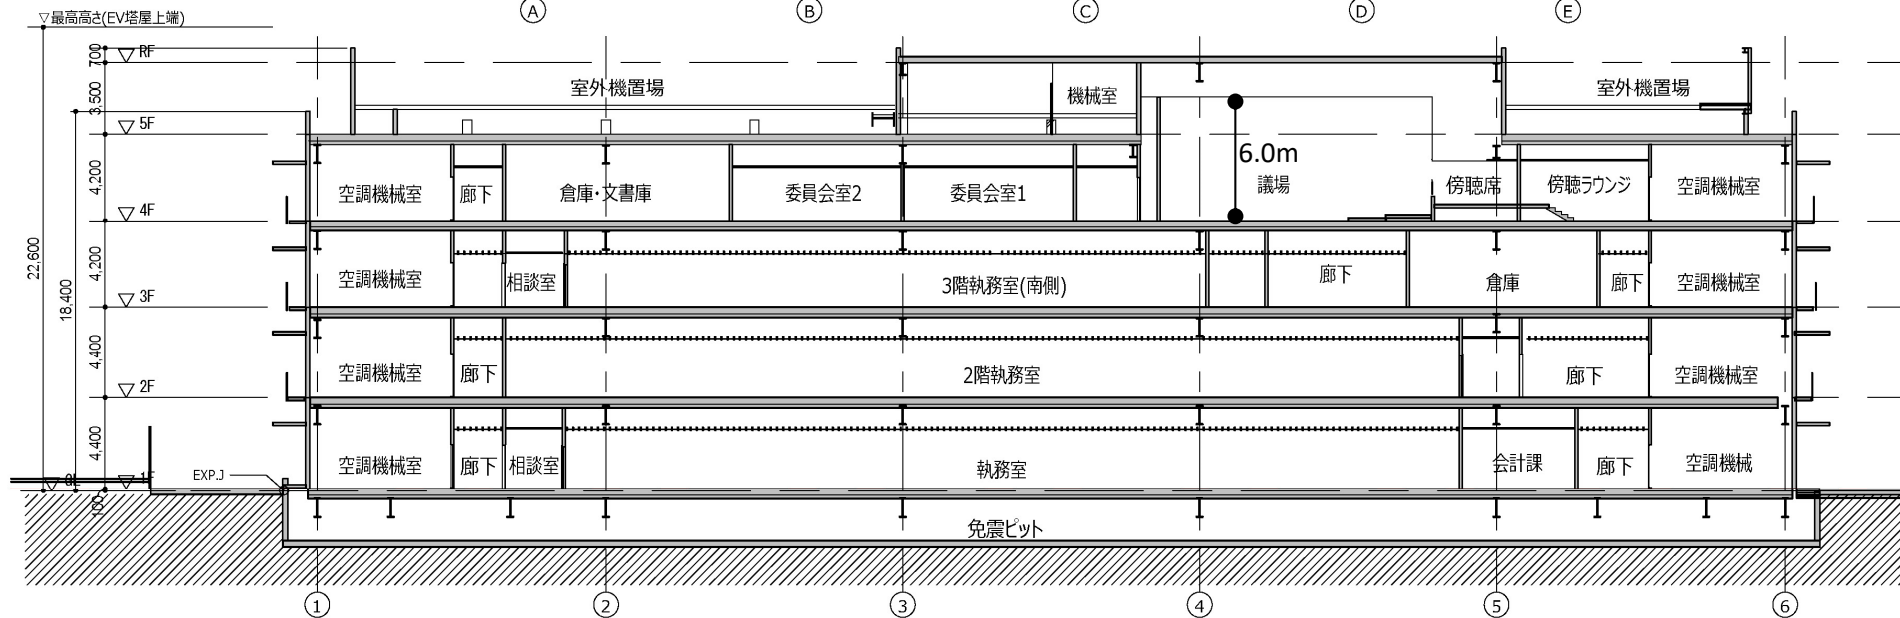 A B C D E
▽最高高さ(EV塔屋上端)
▽ RF
700
3,500
室外機置場
機械室
室外機置場
▽ 5F
6.0m
4,200
空調機械室
廊下
倉庫・文書庫
委員会室2
委員会室1
議場
傍聴席
傍聴ラウンジ
空調機械室
▽ 4F
22,600
18,400
4,200
空調機械室
相談室
3階執務室(南側)
廊下
倉庫
廊下
空調機械室
▽ 3F
4,400
空調機械室
廊下
2階執務室
廊下
空調機械室
▽ 2F
4,400
空調機械室
廊下
相談室
執務室
会計課
廊下
空調機械
EXP.J
▽ 1F
100
免震ピット
1 2 3 4 5 6